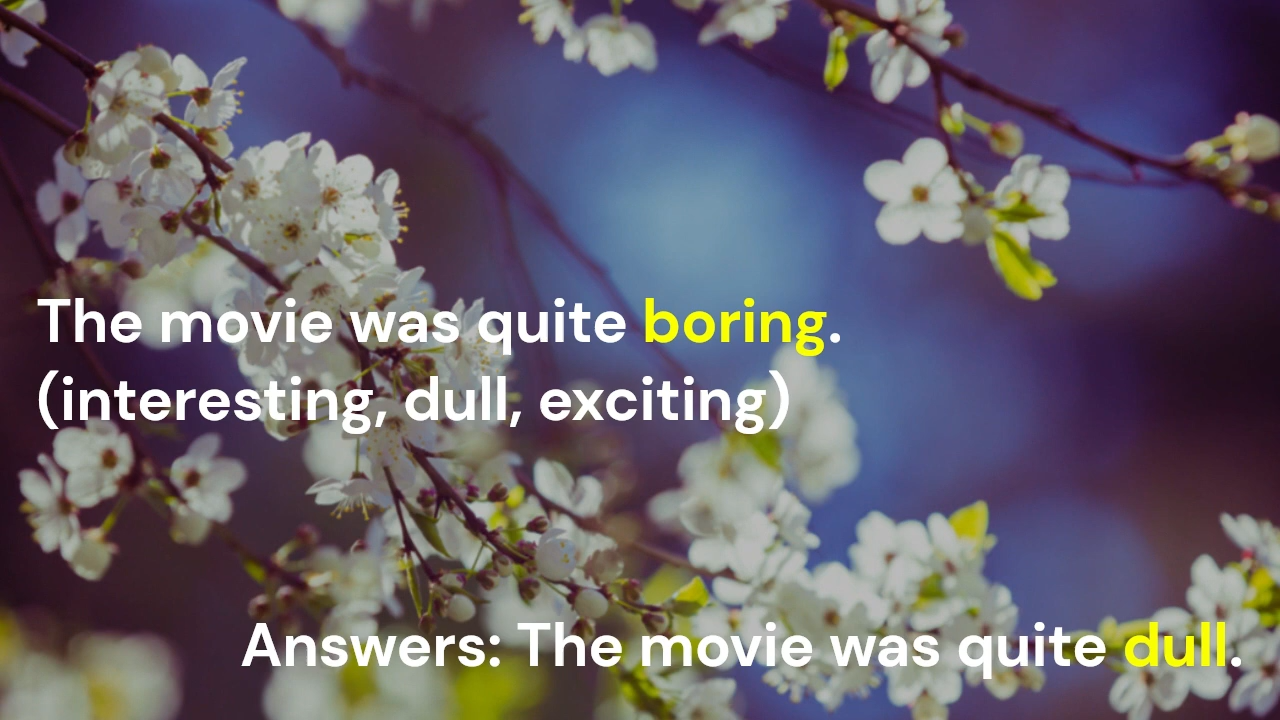 The movie was quite boring.
(interesting, dull, exciting)
Answers: The movie was quite dull.